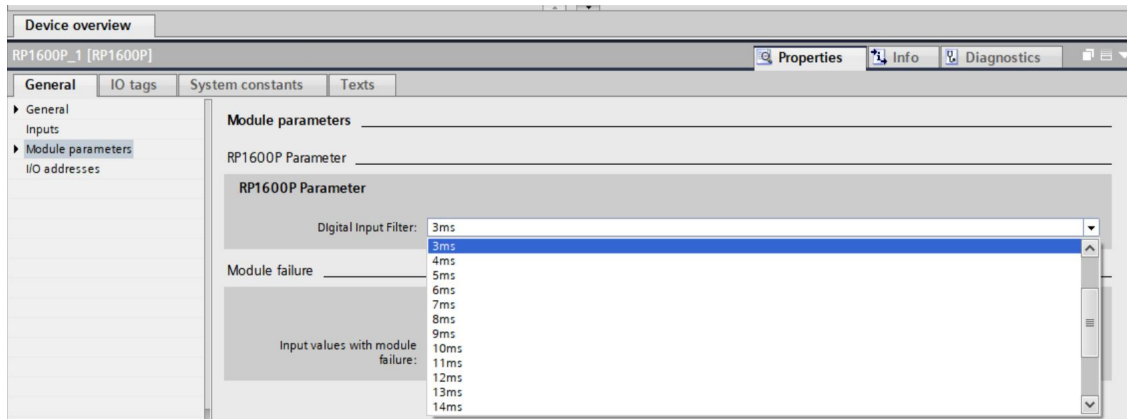 Device overview
RP1600P_1 [RP1600P]
Properties
Info
Diagnostics
General
IO tags
System constants
Texts
General
Inputs
Module parameters
I/O addresses
Module parameters
RP1600P Parameter
RP1600P Parameter
DIgital Input Filter:
3ms
3ms
4ms
5ms
6ms
7ms
8ms
9ms
10ms
11ms
12ms
13ms
14ms
Module failure
Input values with module
failure: